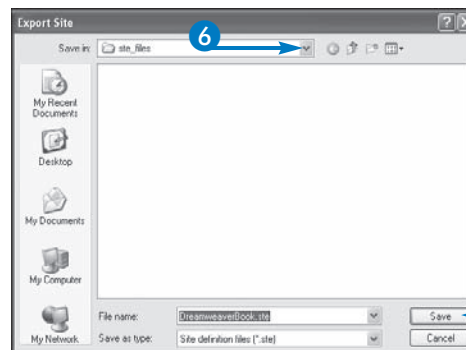 Export Site
Save in:
ste_files
6
My Recent
Documents
Desktop
My Documents
My Computer
My Network
File name:
DreamweaverBook.ste
Save
Save as type:
Site definition files (*.ste)
Cancel